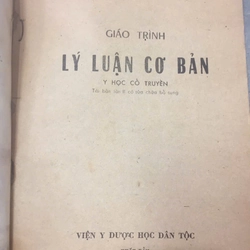 GIÁO TRÌNH
LÝ LUẬN CƠ BẢN
Y HỌC CỔ TRUYỀN
VIỆN Y DƯỢC HỌC DÂN TỘC